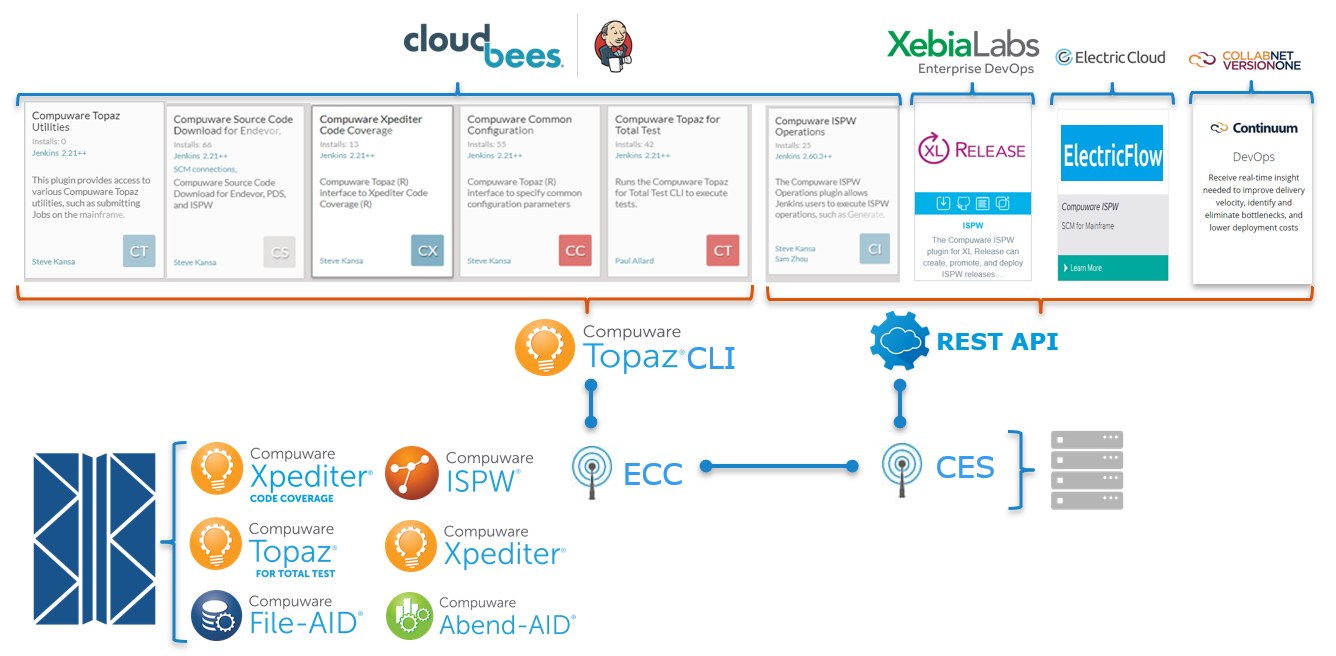 cloudbees.
XebiaLabs
Enterprise DevOps
Electric Cloud
COLLABNET
VERSIONONE
Compuware Topaz
Utilities
Installs: 0
Jenkins 2.21++
This plugin provides access to
various Compuware Topaz
utilities, such as submitting
Jobs on the mainframe.
CT
Steve Kansa
Compuware Source Code
Download for Endevor,
Installs: 66
Jenkins 2.21++
SCM connections,
Compuware Source Code
Download for Endevor, PDS,
and ISPW
CS
Steve Kansa
Compuware Xpediter
Code Coverage
Installs: 13
Jenkins 2.21++
Compuware Topaz (R)
interface to Xpediter Code
Coverage (R)
CX
Steve Kansa
Compuware Common
Configuration
Installs: 55
Jenkins 2.21++
Compuware Topaz (R)
interface to specify common
configuration parameters
CC
Steve Kansa
Compuware Topaz for
Total Test
Installs: 42
Jenkins 2.21++
Runs the Compuware Topaz
for Total Test CLI to execute
tests.
CT
Paul Allard
Compuware ISPW
Operations
Installs: 25
Jenkins 2.60.3++
The Compuware ISPW
Operations plugin allows
Jenkins users to execute ISPW
operations, such as Generate,
CI
Steve Kansa
Sam Zhou
XL RELEASE
ISPW
The Compuware ISPW
plugin for XL Release can
create, promote, and deploy
ISPW releases....
ElectricFlow
Compuware ISPW
SCM for Mainframe
Learn More
Continuum
DevOps
Receive real-time insight
needed to improve delivery
velocity, identify and
eliminate bottlenecks, and
lower deployment costs
Compuware
Topaz® CLI
REST API
Compuware
Xpediter®
CODE COVERAGE
Compuware
ISPW®
ECC
CES
Compuware
Topaz®
FOR TOTAL TEST
Compuware
Xpediter®
Compuware
File-AID®
Compuware
Abend-AID®